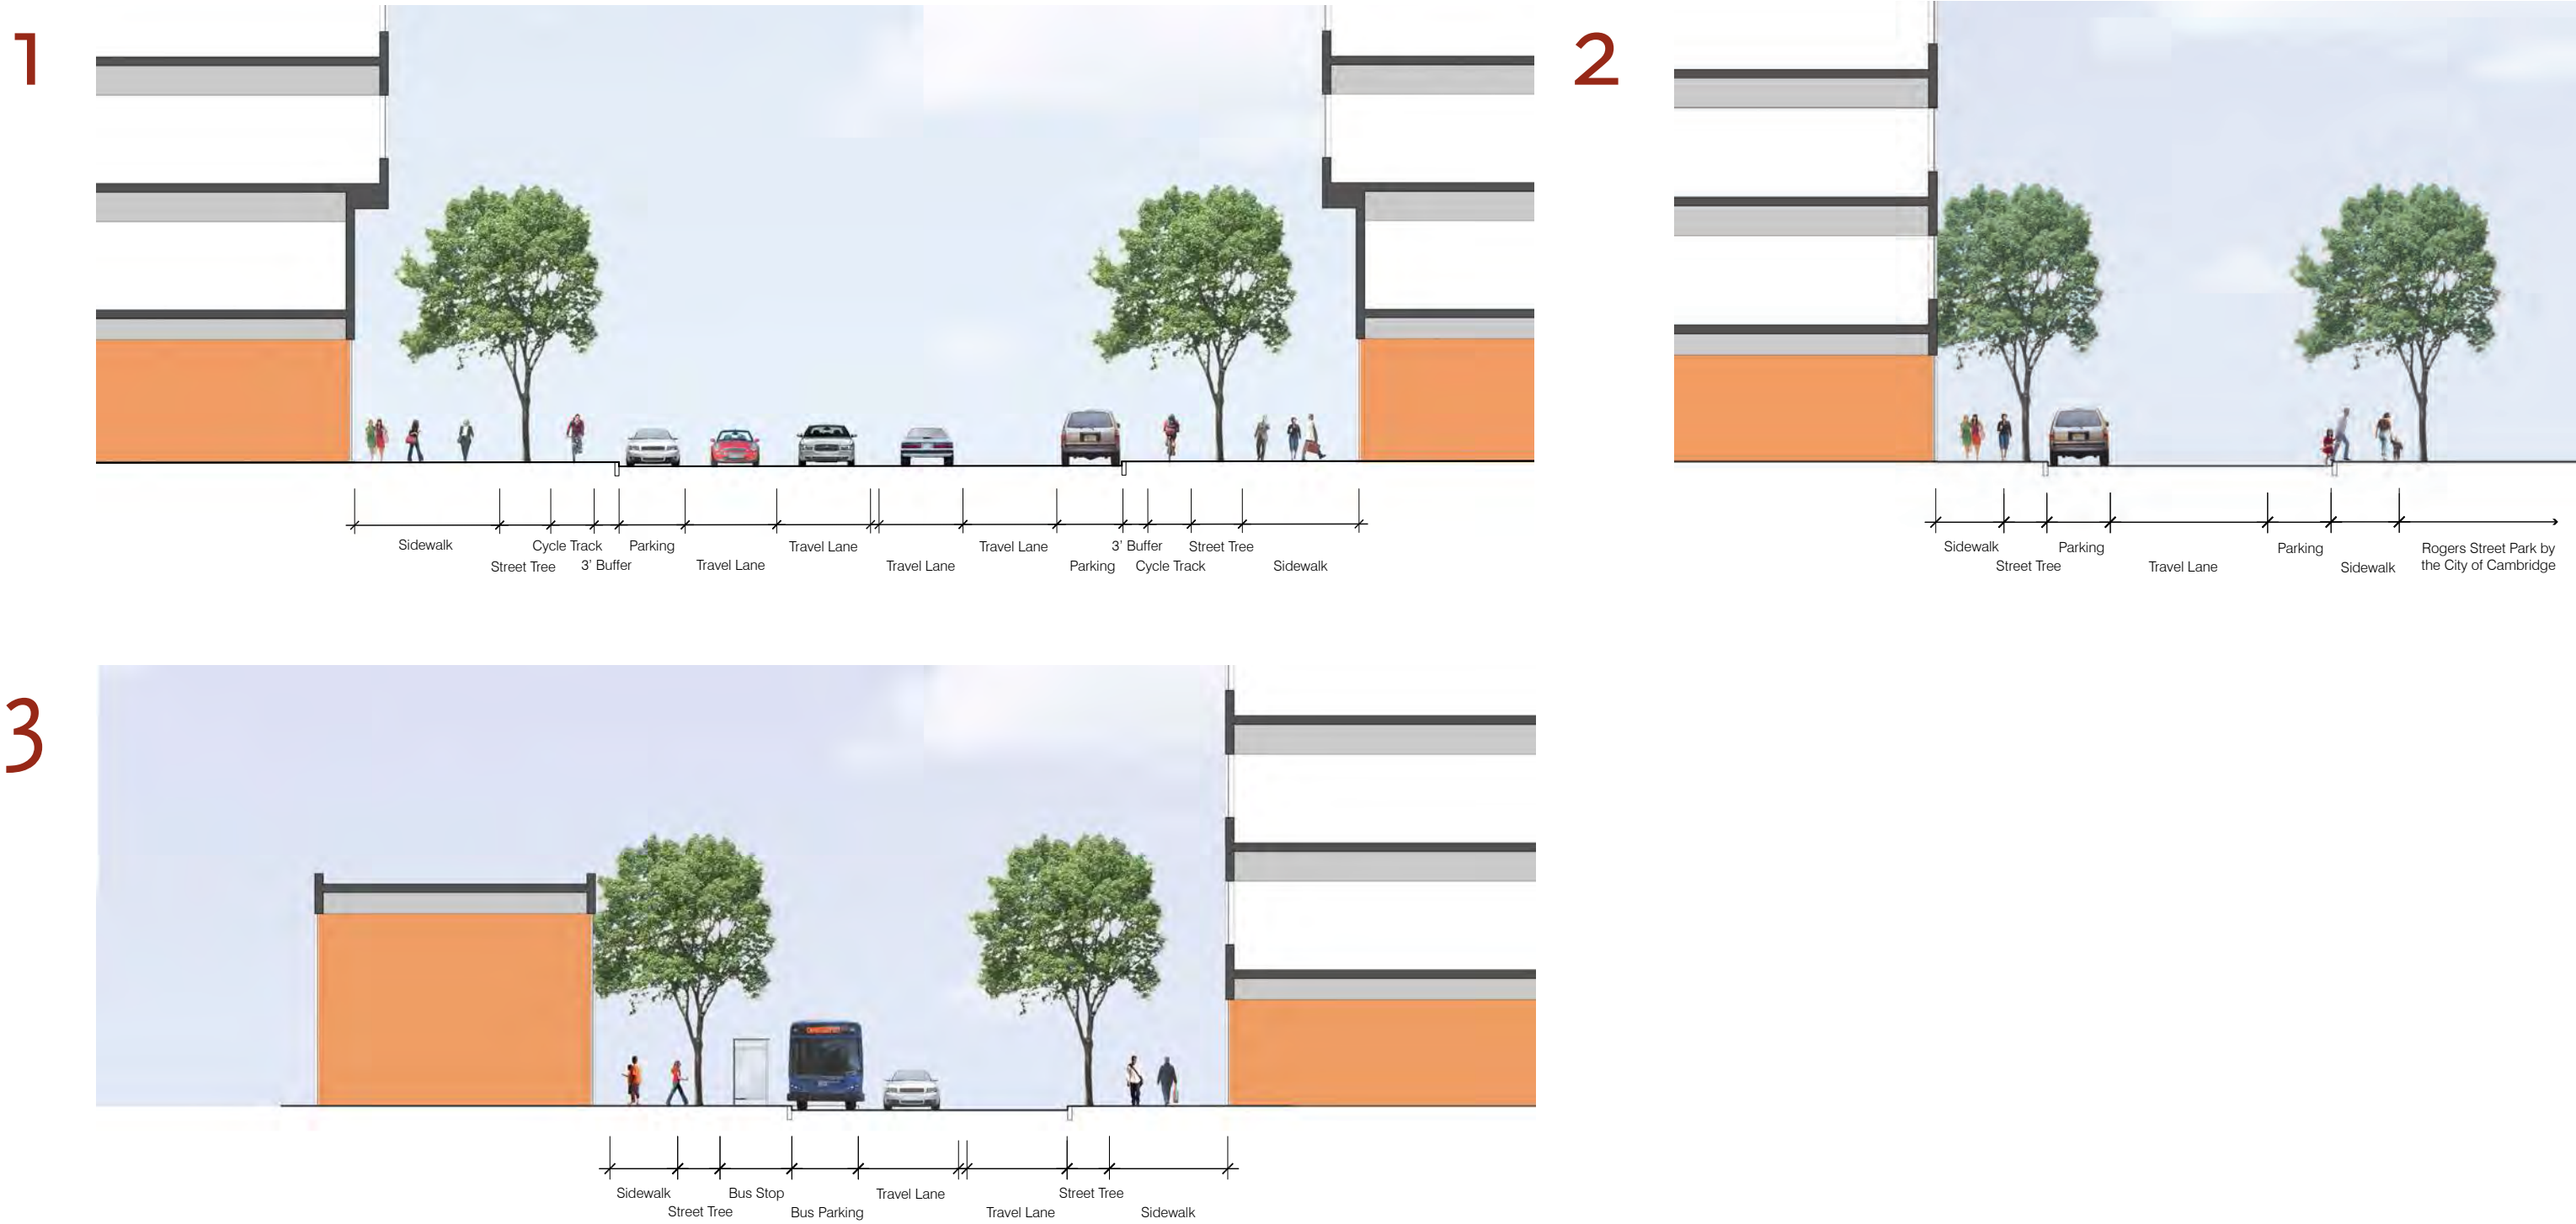 1
Sidewalk
Street Tree
Cycle Track
3' Buffer
Parking
Travel Lane
Travel Lane
Travel Lane
Travel Lane
Parking
3' Buffer
Cycle Track
Street Tree
Sidewalk
2
Sidewalk
Street Tree
Parking
Travel Lane
Parking
Sidewalk
Rogers Street Park by
the City of Cambridge
3
Sidewalk
Street Tree
Bus Stop
Bus Parking
Travel Lane
Travel Lane
Street Tree
Sidewalk